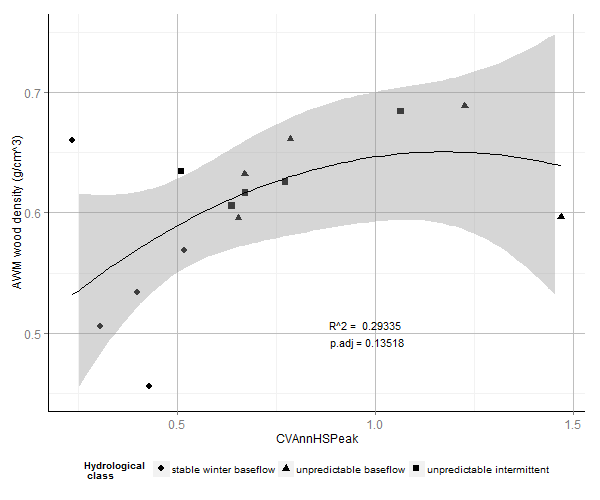 AWM wood density (g/cm^3)
0.7
0.6
0.5
R^2 = 0.29335
p.adj = 0.13518
0.5
1.0
1.5
CVAnnHSPeak
Hydrological
class
stable winter baseflow
unpredictable baseflow
unpredictable intermittent